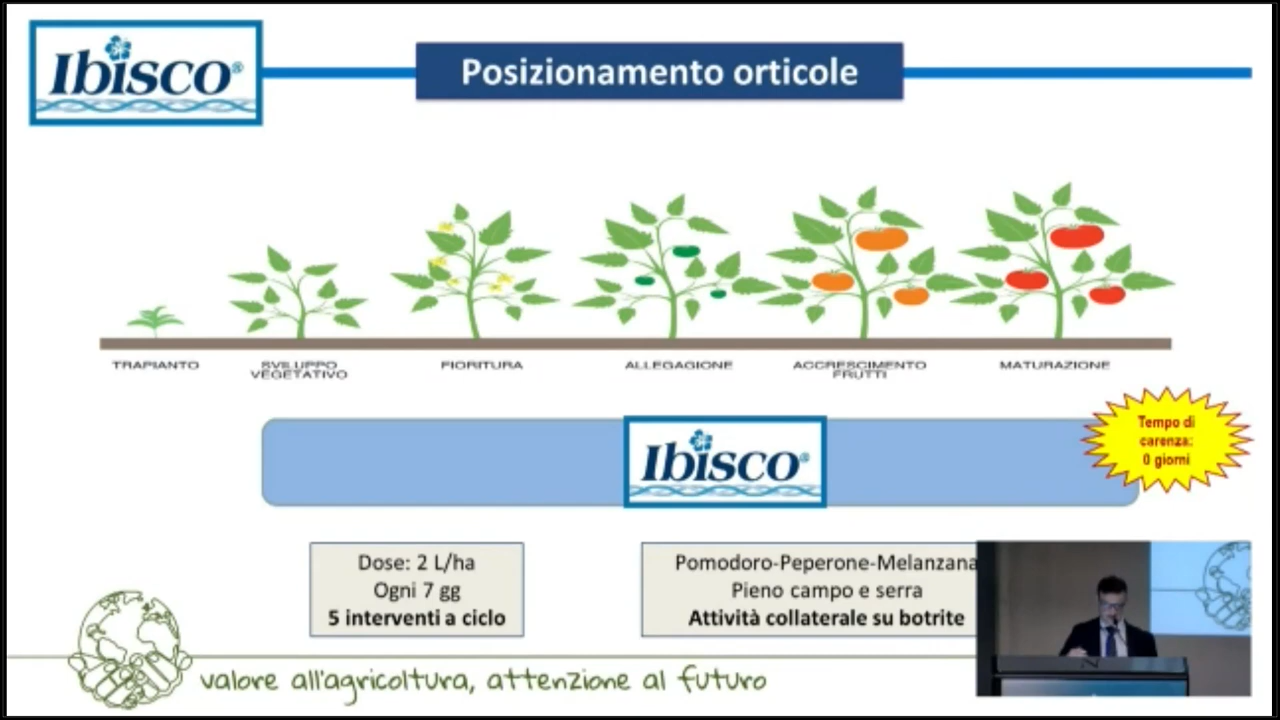 Ibisco®
Posizionamento orticole
TRAPIANTO
SVILUPPO
VEGETATIVO
FIORITURA
ALLEGAGIONE
ACCRESCIMENTO
FRUTTI
MATURAZIONE
Ibisco®
Tempo di
carenza:
0 giorni
Dose: 2 L/ha
Ogni 7 gg
5 interventi a ciclo
Pomodoro-Peperone-Melanzana
Pieno campo e serra
Attività collaterale su botrite
valore all'agricoltura, attenzione al futuro